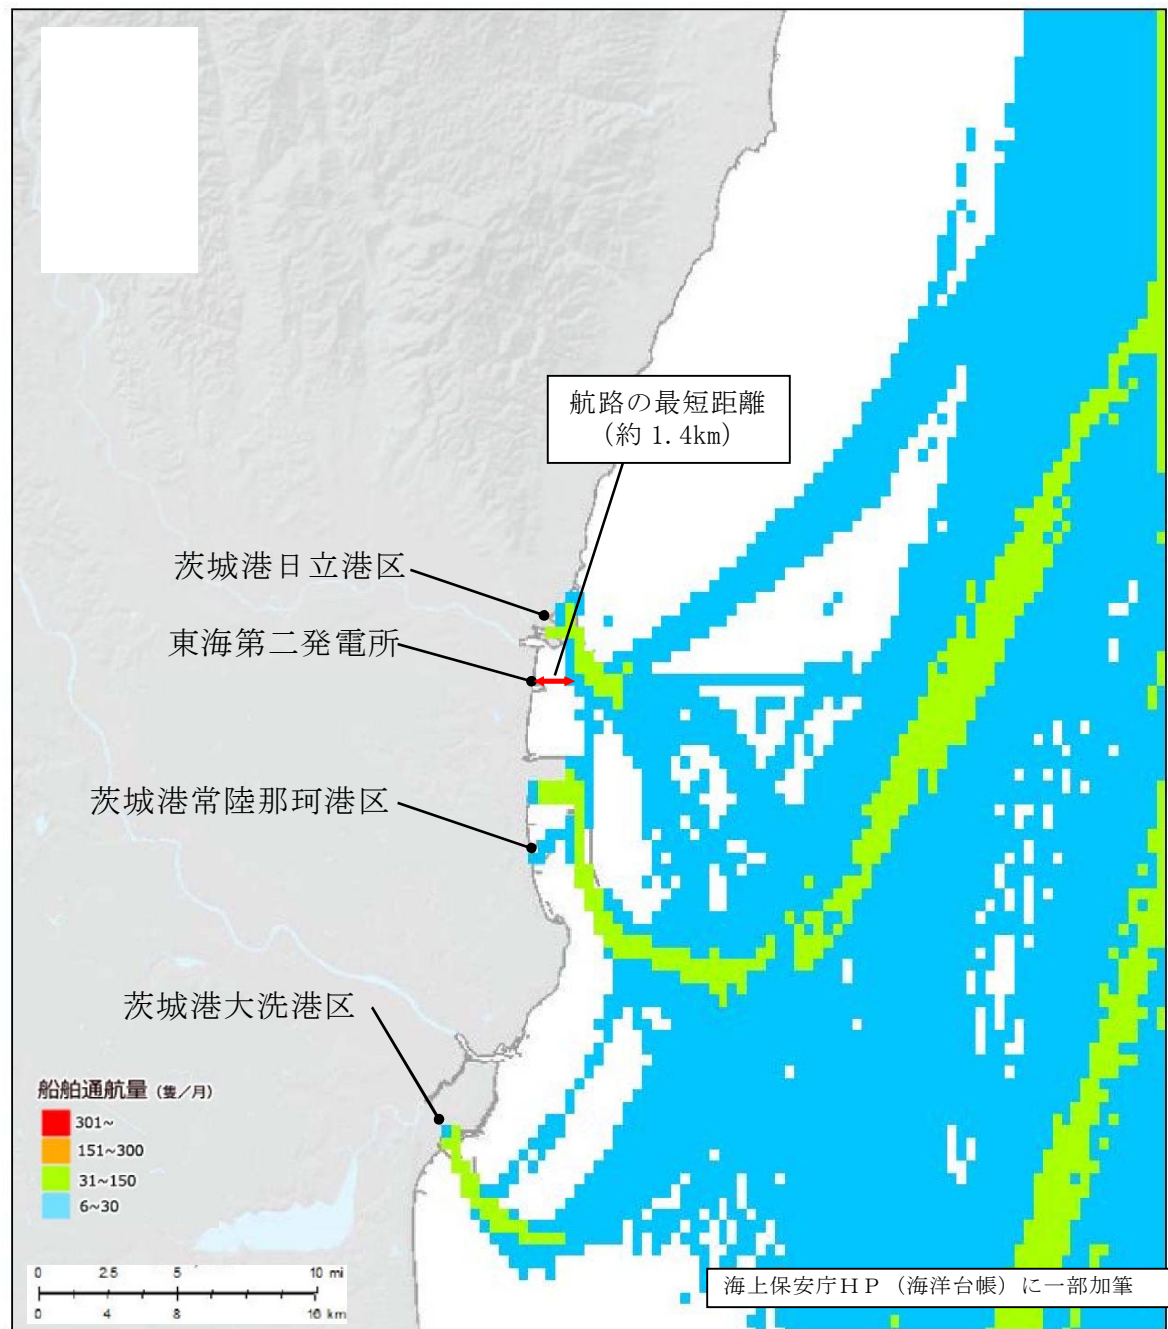 航路の最短距離
(約 1.4km)
茨城港日立港区
東海第二発電所
茨城港常陸那珂港区
茨城港大洗港区
船舶通航量 (隻/月)
301~
151~300
31~150
6~30
0 2.5 5 10 mi
0 4 8 16 km
海上保安庁HP(海洋台帳)に一部加筆